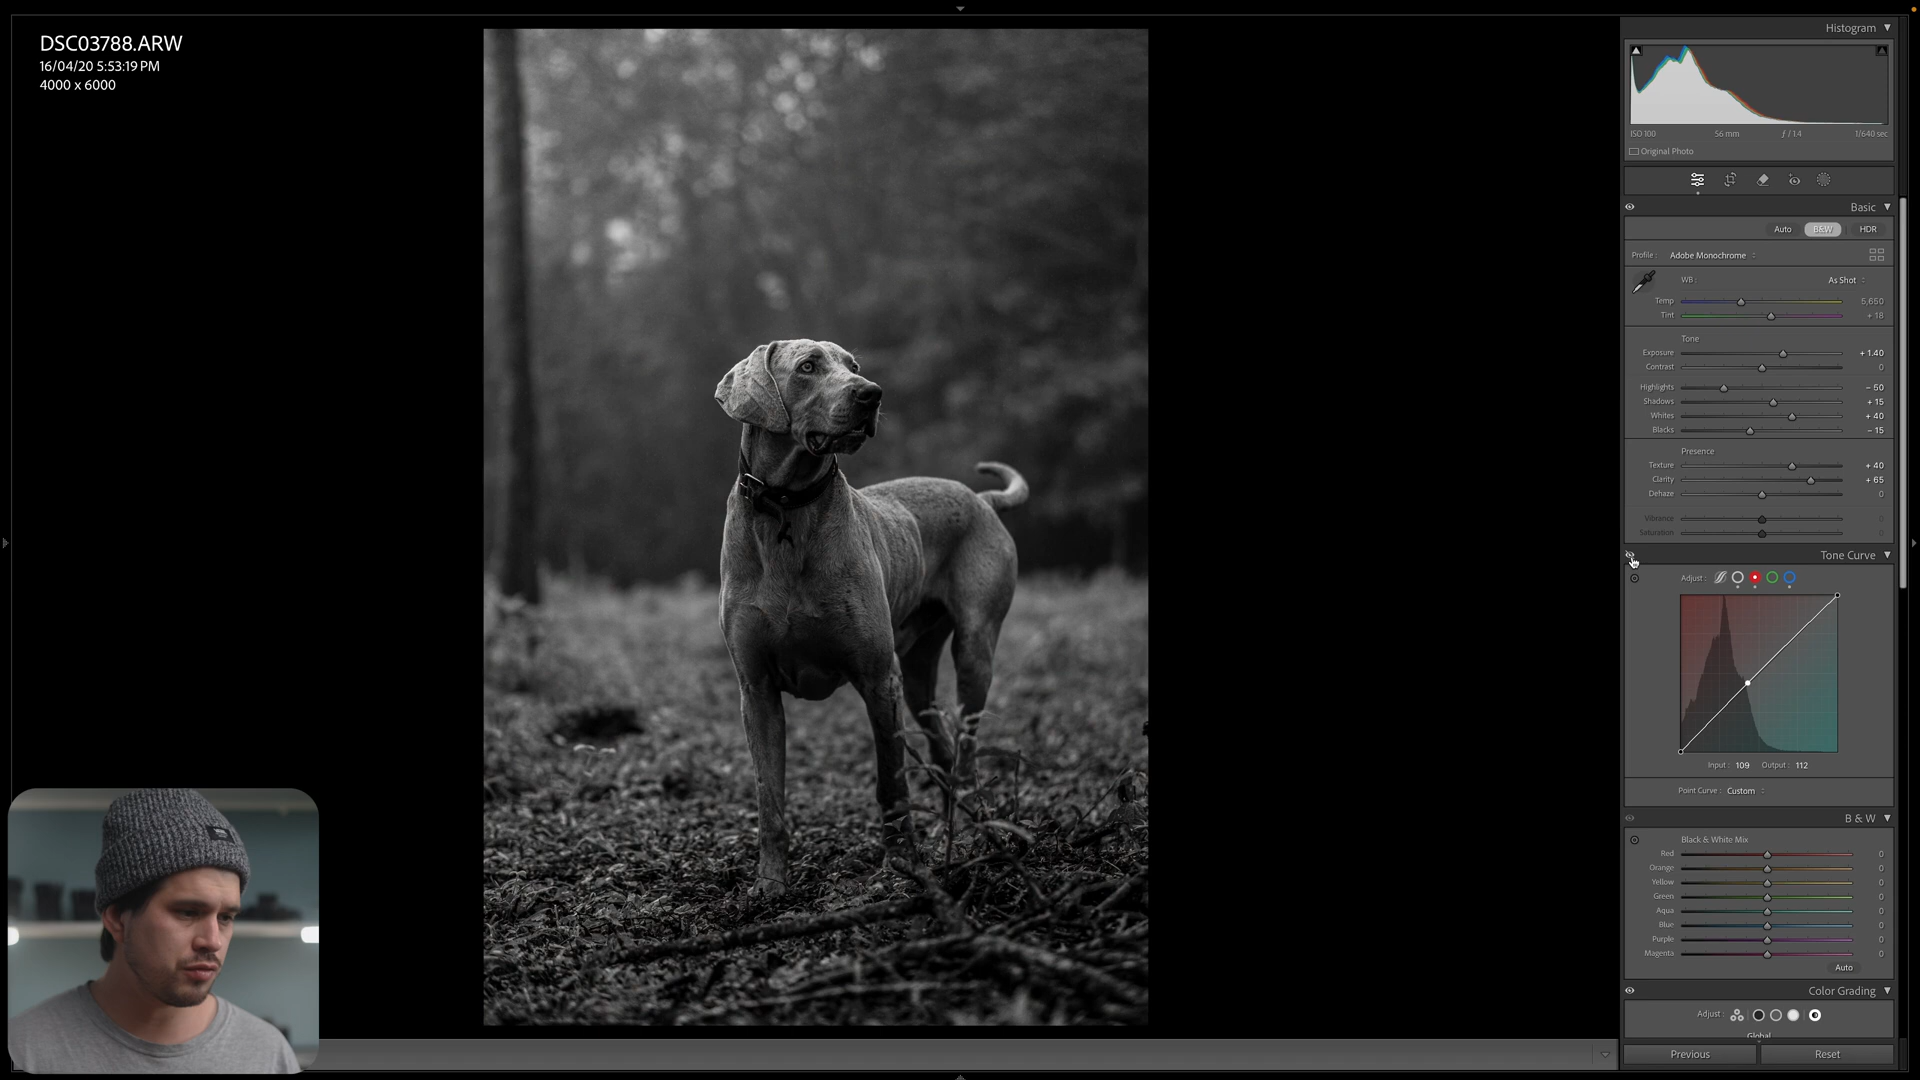 DSC03788.ARW
16/04/20 5:53:19 PM
4000 x 6000
Histogram
ISO 100 56 mm ƒ / 1.4 1/640 sec
Original Photo
Basic
Auto B&W HDR
Profile : Adobe Monochrome
WB : As Shot
Temp 5,650
Tint + 18
Tone
Exposure + 1.40
Contrast 0
Highlights − 50
Shadows + 15
Whites + 40
Blacks − 15
Presence
Texture + 40
Clarity + 65
Dehaze 0
Vibrance 0
Saturation 0
Tone Curve
Adjust :
Input : 109 Output : 112
Point Curve : Custom
B & W
Black & White Mix
Red 0
Orange 0
Yellow 0
Green 0
Aqua 0
Blue 0
Purple 0
Magenta 0
Auto
Color Grading
Adjust :
Global
Previous Reset